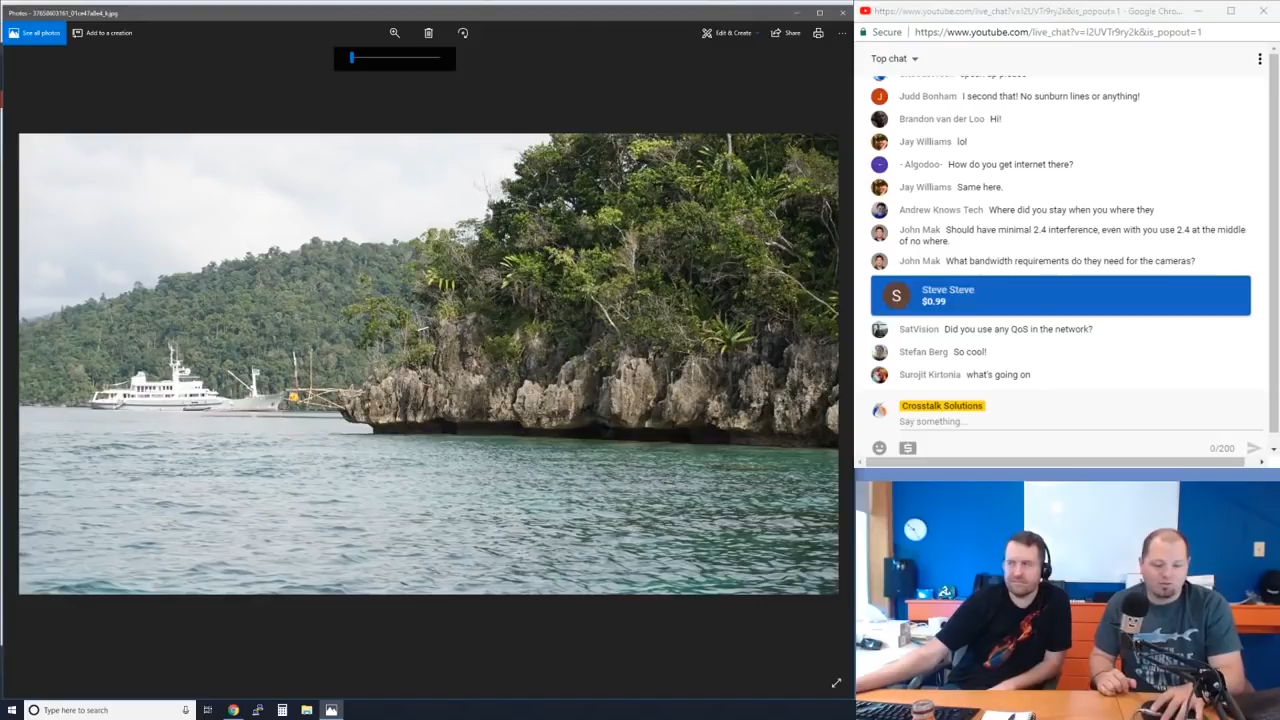 Photos - 37658603161_01ce47a8e4_k.jpg
See all photos
Add to a creation
Edit & Create
Share
https://www.youtube.com/live_chat?v=I2UVTr9ry2k&is_popout=1 - Google Chro...
Secure
https://www.youtube.com/live_chat?v=I2UVTr9ry2k&is_popout=1
Top chat
Judd Bonham I second that! No sunburn lines or anything!
Brandon van der Loo Hi!
Jay Williams lol
- Algodoo- How do you get internet there?
Jay Williams Same here.
Andrew Knows Tech Where did you stay when you where they
John Mak Should have minimal 2.4 interference, even with you use 2.4 at the middle
of no where.
John Mak What bandwidth requirements do they need for the cameras?
S
Steve Steve
$0.99
SatVision Did you use any QoS in the network?
Stefan Berg So cool!
Surojit Kirtonia what's going on
Crosstalk Solutions
Say something...
0/200
Type here to search